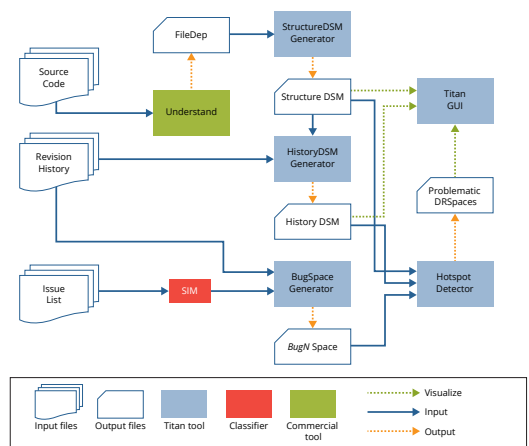 FileDep
StructureDSM
Generator
Source
Code
Understand
Structure DSM
Titan
GUI
Revision
History
HistoryDSM
Generator
Problematic
DRSpaces
History DSM
Issue
List
SIM
BugSpace
Generator
Hotspot
Detector
BugN Space
Input files
Output files
Titan tool
Classifier
Commercial
tool
Visualize
Input
Output